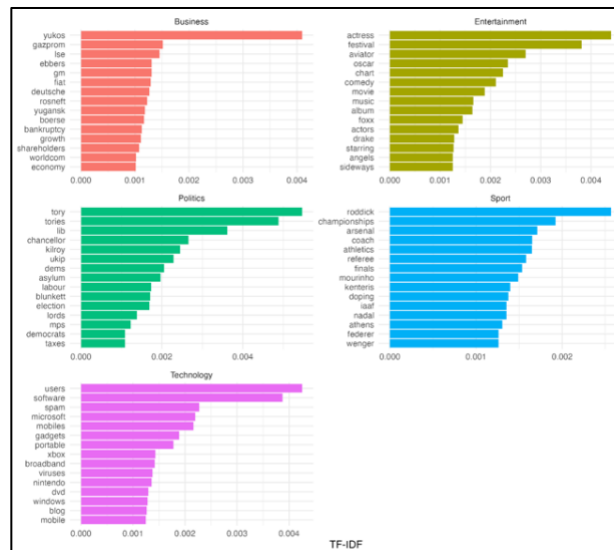 Business
yukos
gazprom
lse
ebbers
gm
fiat
deutsche
rosneft
yugansk
boerse
bankruptcy
growth
shareholders
worldcom
economy
0.000 0.001 0.002 0.003 0.004
Entertainment
actress
festival
aviator
oscar
chart
comedy
movie
music
album
foxx
actors
drake
starring
angels
sideways
0.000 0.001 0.002 0.003 0.004
Politics
tory
tories
lib
chancellor
kilroy
ukip
dems
asylum
labour
blunkett
election
lords
mps
democrats
taxes
0.000 0.002 0.004
Sport
roddick
championships
arsenal
coach
athletics
referee
finals
mourinho
kenteris
doping
iaaf
nadal
athens
federer
wenger
0.000 0.001 0.002
Technology
users
software
spam
microsoft
mobiles
gadgets
portable
xbox
broadband
viruses
nintendo
dvd
windows
blog
mobile
0.000 0.001 0.002 0.003 0.004
TF-IDF